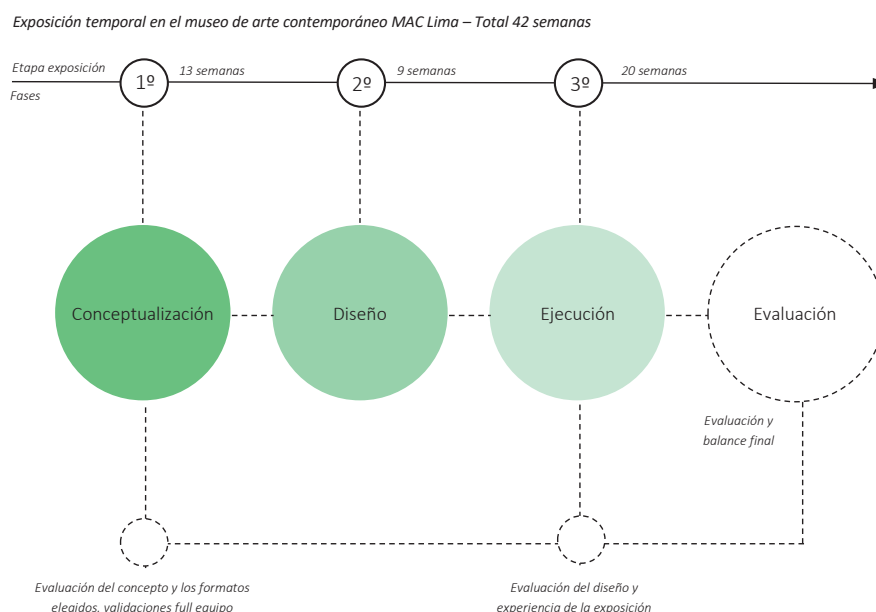 Exposición temporal en el museo de arte contemporáneo MAC Lima – Total 42 semanas
Etapa exposición
1º
13 semanas
2º
9 semanas
3º
20 semanas
Fases
Conceptualización
Diseño
Ejecución
Evaluación
Evaluación y
balance final
Evaluación del concepto y los formatos
elegidos, validaciones full equipo
Evaluación del diseño y
experiencia de la exposición